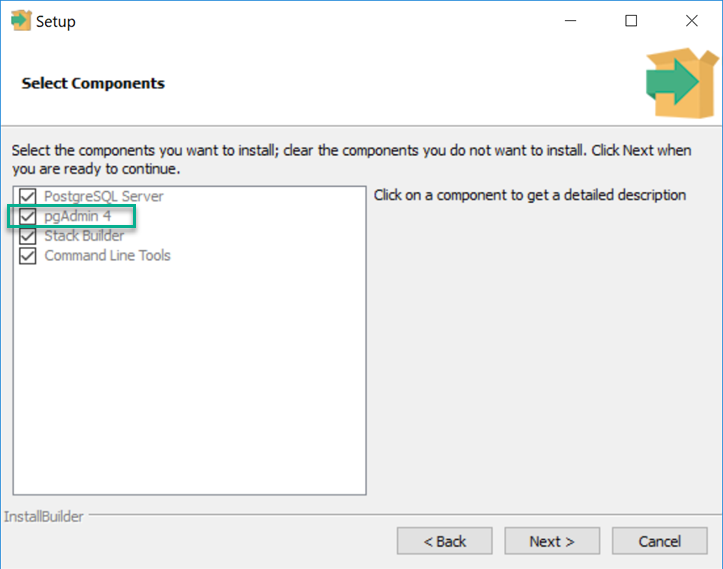 Setup
Select Components
Select the components you want to install; clear the components you do not want to install. Click Next when
you are ready to continue.
PostgreSQL Server
pgAdmin 4
Stack Builder
Command Line Tools
Click on a component to get a detailed description
InstallBuilder
< Back
Next >
Cancel